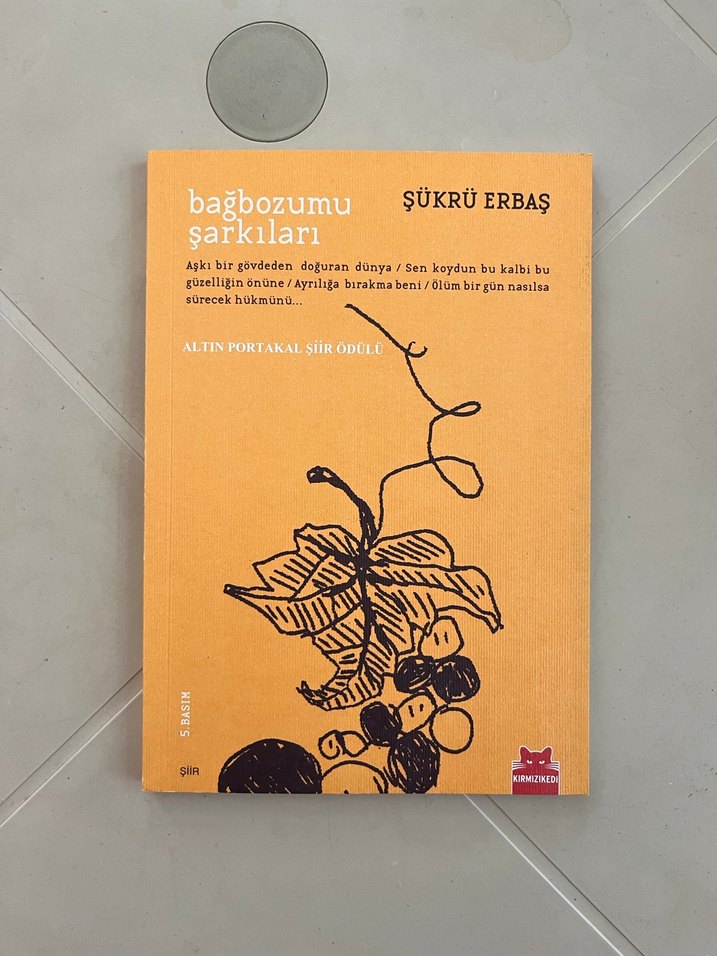 bağbozumu
şarkıları
ŞÜKRÜ ERBAŞ
Aşkı bir gövdeden doğuran dünya / Sen koydun bu kalbi bu
güzelliğin önüne / Ayrılığa bırakma beni / Ölüm bir gün nasılsa
sürecek hükmünü...
ALTIN PORTAKAL ŞİİR ÖDÜLÜ
5. BASIM
ŞİİR
KIRMIZIKEDİ